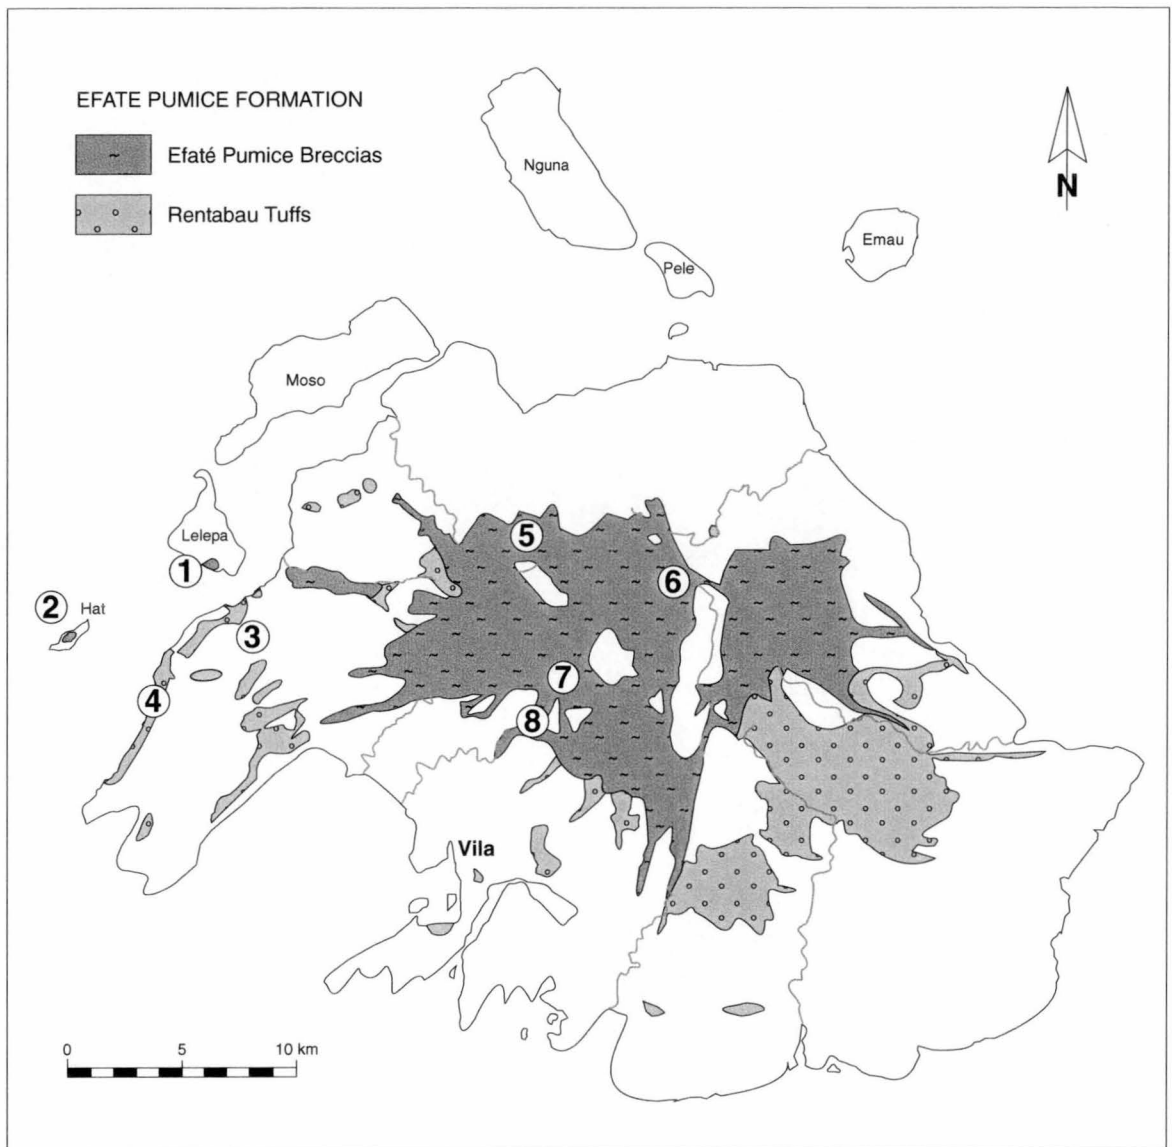 EFATE PUMICE FORMATION
Efaté Pumice Breccias
Rentabau Tuffs
N
Nguna
Pele
Emau
Moso
Lelepa
1
2
Hat
3
4
5
6
7
8
Vila
0 5 10 km